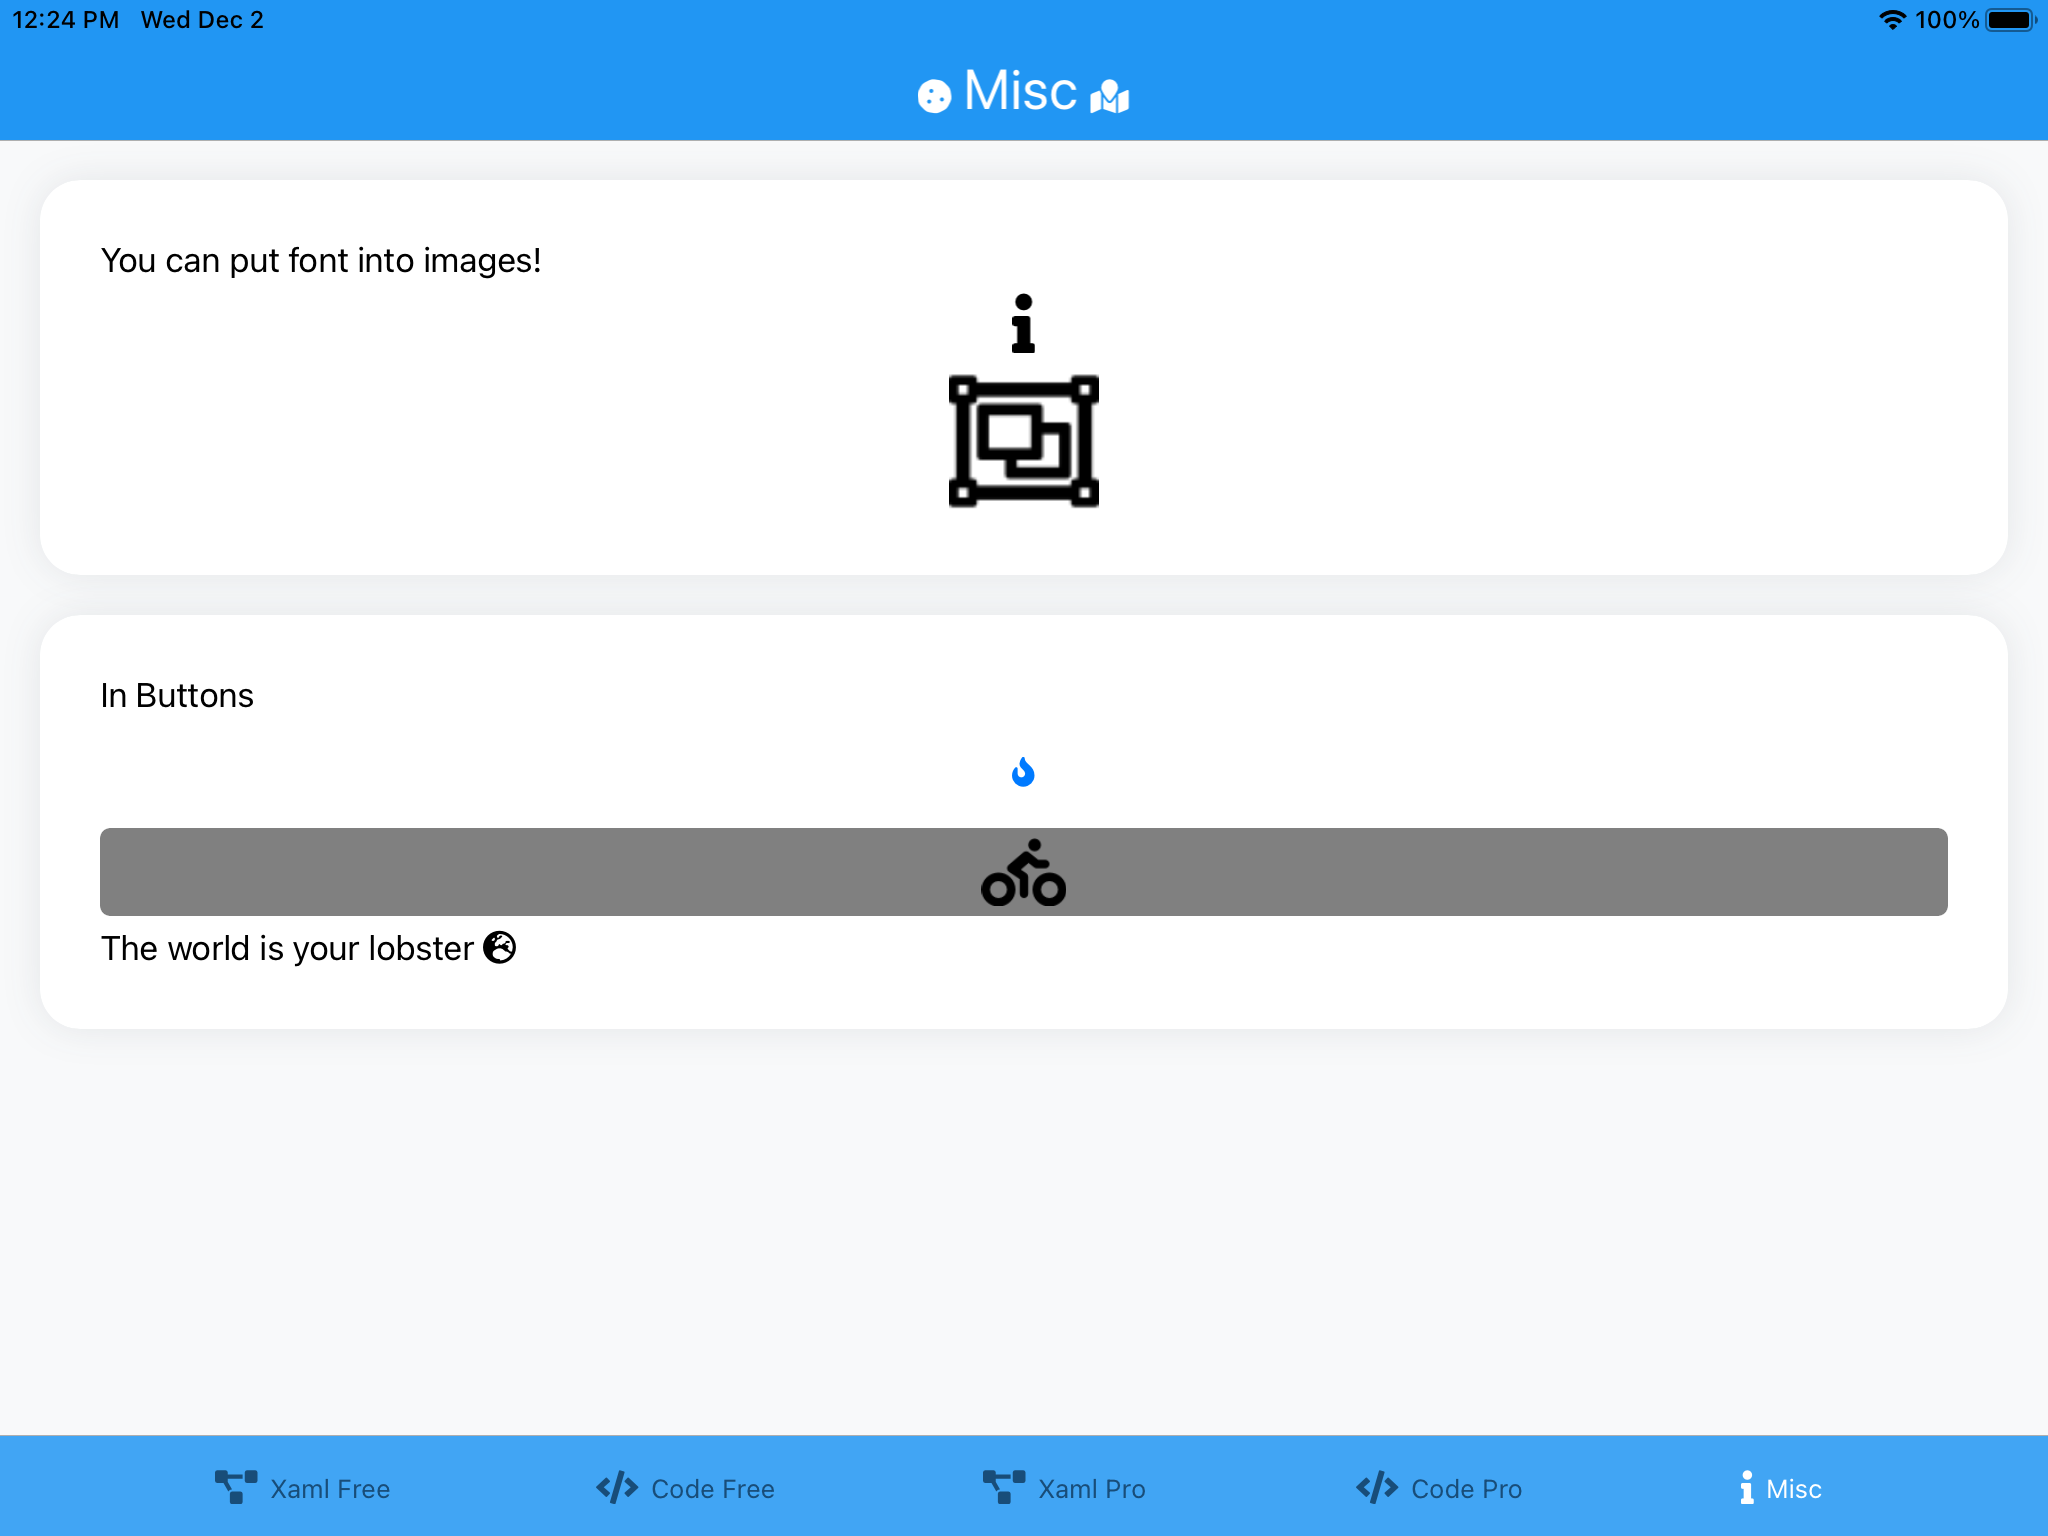 12:24 PM Wed Dec 2 100%
Misc
You can put font into images!
In Buttons
The world is your lobster
Xaml Free Code Free Xaml Pro Code Pro Misc